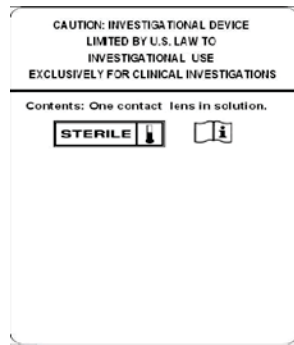 CAUTION: INVESTIGATIONAL DEVICE
LIMITED BY U.S. LAW TO
INVESTIGATIONAL USE
EXCLUSIVELY FOR CLINICAL INVESTIGATIONS
Contents: One contact lens in solution.
STERILE i